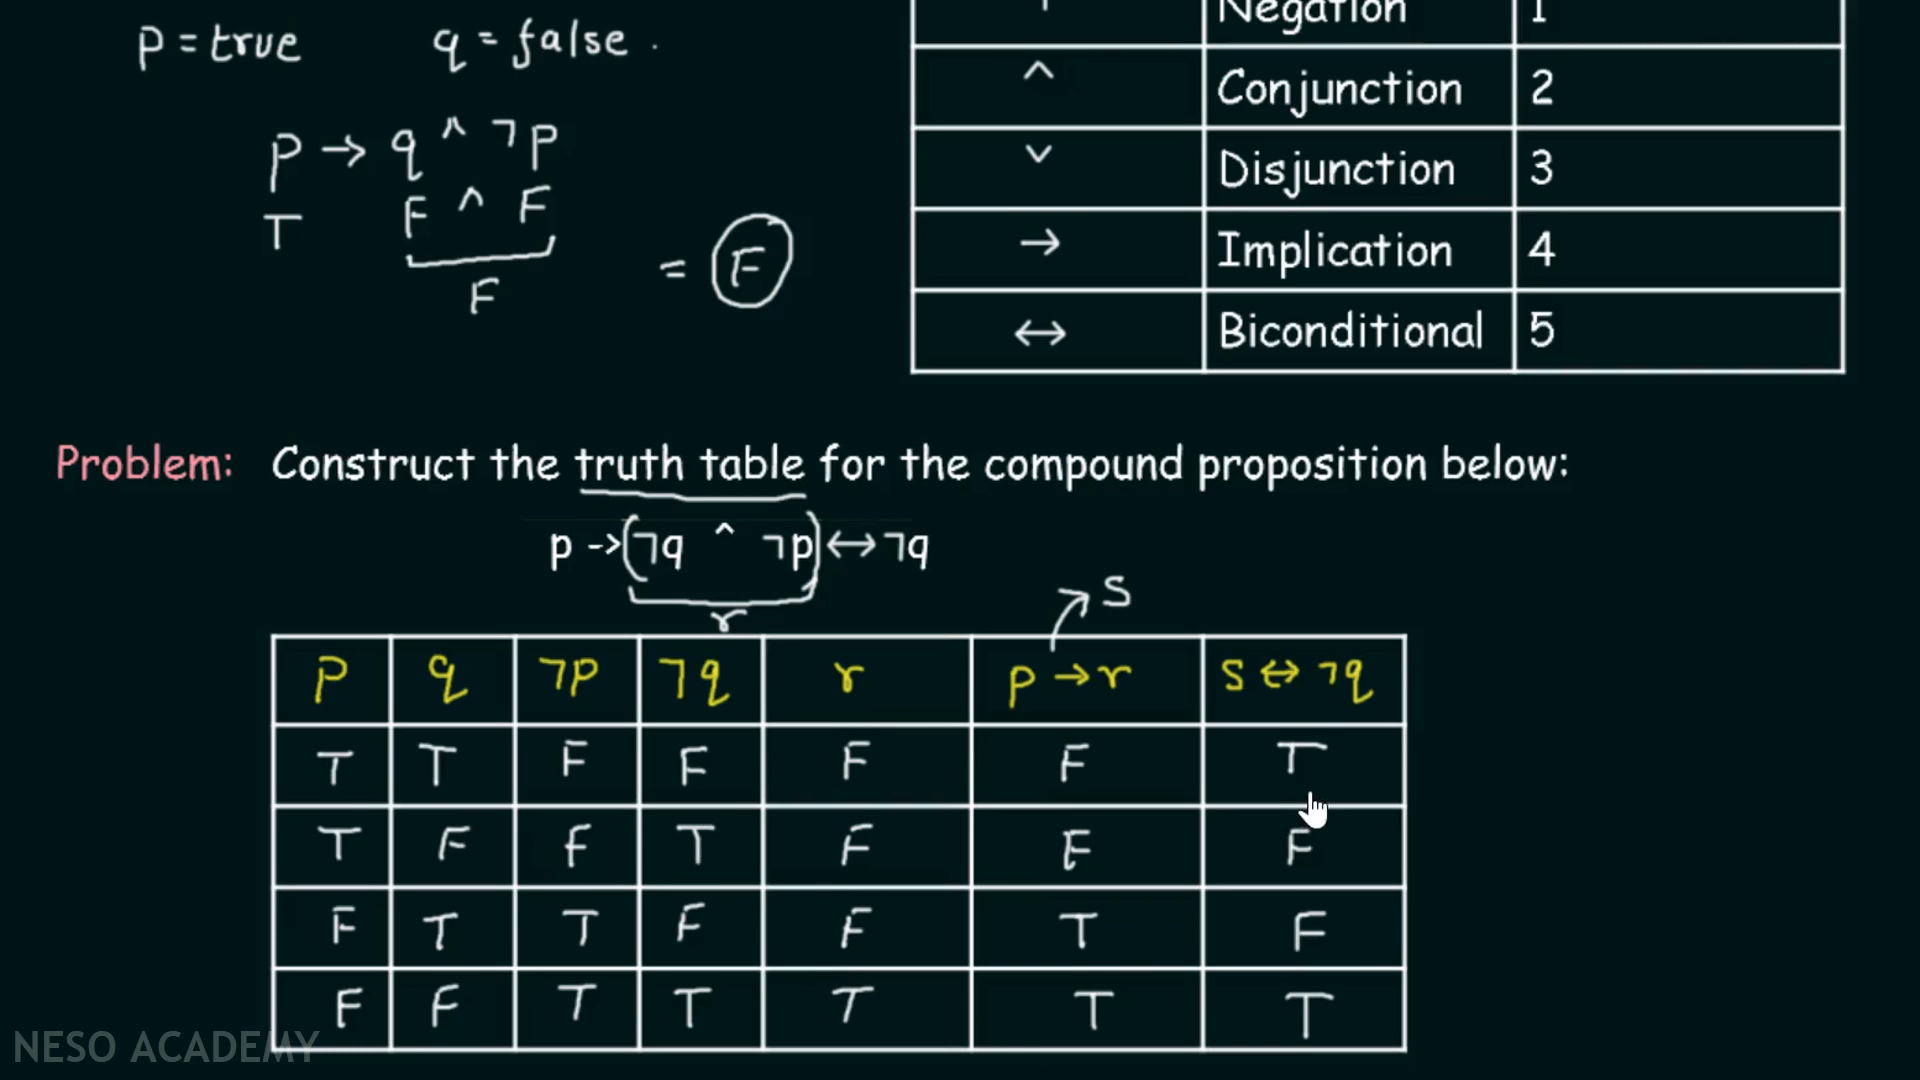 p = true q = false .
p → q ^ ¬p
T F ^ F
F
= F
¬ Negation 1
^ Conjunction 2
v Disjunction 3
→ Implication 4
↔ Biconditional 5
Problem: Construct the truth table for the compound proposition below:
p -> (¬q ^ ¬p) ↔ ¬q
r
s
p q ¬p ¬q r p → r s ↔ ¬q
T T F F F F T
T F F T F F F
F T T F F T F
F F T T T T T
NESO ACADEMY